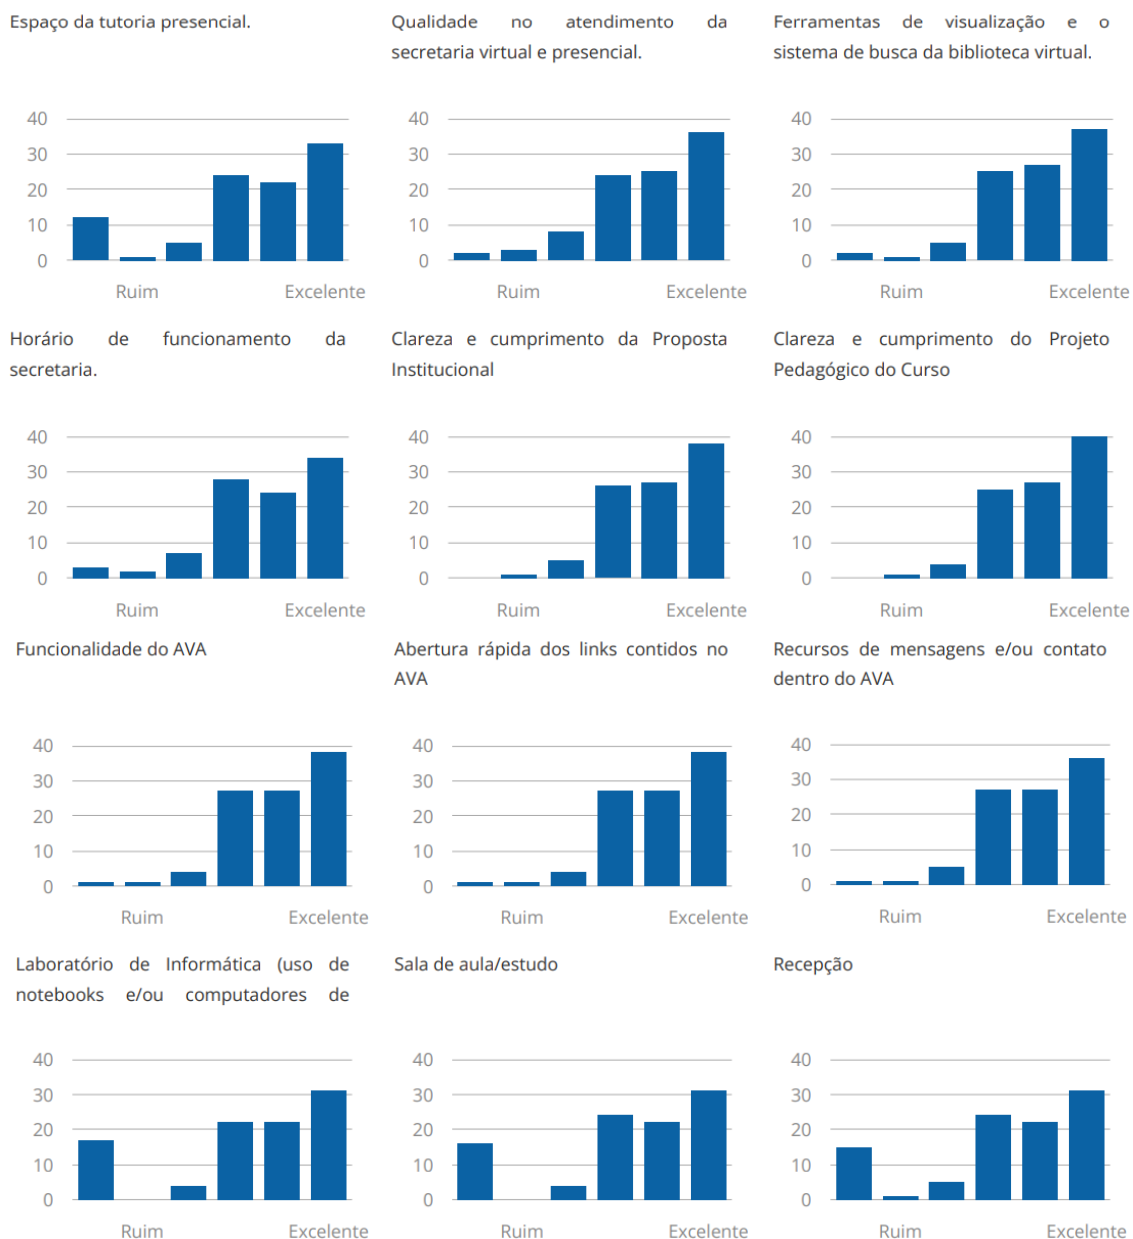 Espaço da tutoria presencial.
Qualidade no atendimento da
secretaria virtual e presencial.
Ferramentas de visualização e o
sistema de busca da biblioteca virtual.
40
30
20
10
0
Ruim Excelente
40
30
20
10
0
Ruim Excelente
40
30
20
10
0
Ruim Excelente
Horário de funcionamento da
secretaria.
Clareza e cumprimento da Proposta
Institucional
Clareza e cumprimento do Projeto
Pedagógico do Curso
40
30
20
10
0
Ruim Excelente
40
30
20
10
0
Ruim Excelente
40
30
20
10
0
Ruim Excelente
Funcionalidade do AVA
Abertura rápida dos links contidos no
AVA
Recursos de mensagens e/ou contato
dentro do AVA
40
30
20
10
0
Ruim Excelente
40
30
20
10
0
Ruim Excelente
40
30
20
10
0
Ruim Excelente
Laboratório de Informática (uso de
notebooks e/ou computadores de
Sala de aula/estudo
Recepção
40
30
20
10
0
Ruim Excelente
40
30
20
10
0
Ruim Excelente
40
30
20
10
0
Ruim Excelente